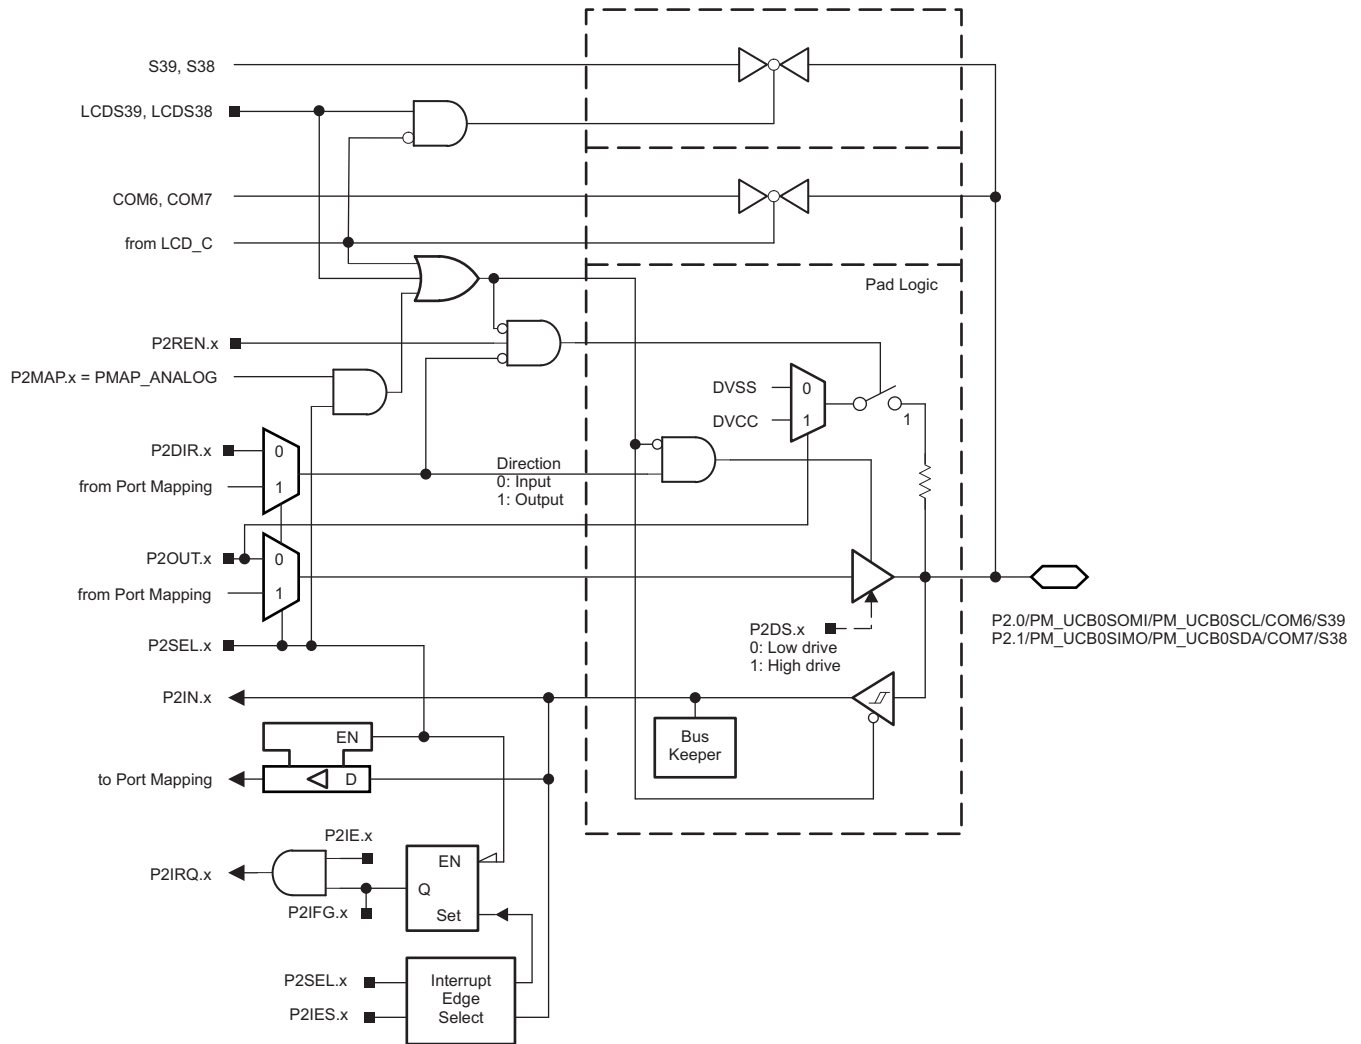 S39, S38
LCDS39, LCDS38
COM6, COM7
from LCD_C
Pad Logic
P2REN.x
P2MAP.x = PMAP_ANALOG
DVSS
0
DVCC
1
1
P2DIR.x
0
from Port Mapping
1
Direction
0: Input
1: Output
P2OUT.x
0
from Port Mapping
1
P2SEL.x
P2DS.x
0: Low drive
1: High drive
P2.0/PM_UCB0SOMI/PM_UCB0SCL/COM6/S39
P2.1/PM_UCB0SIMO/PM_UCB0SDA/COM7/S38
P2IN.x
Bus
Keeper
EN
to Port Mapping
D
P2IE.x
P2IRQ.x
EN
Q
P2IFG.x
Set
P2SEL.x
P2IES.x
Interrupt
Edge
Select